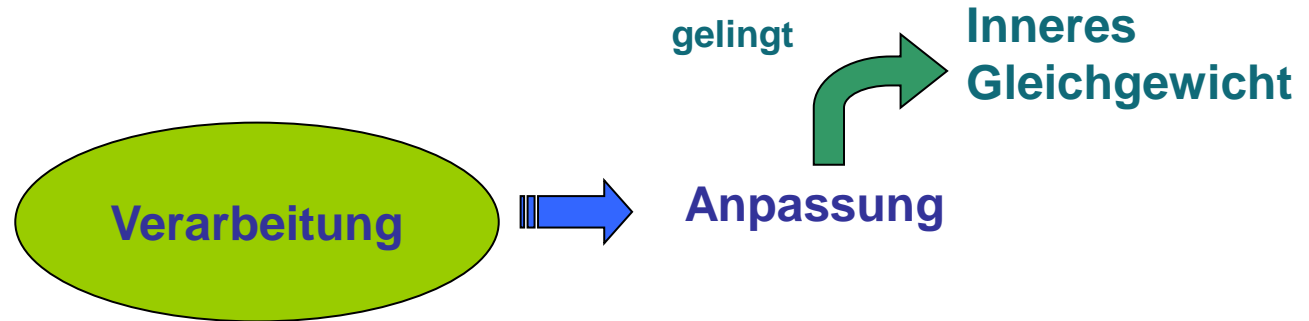 gelingt
Inneres
Gleichgewicht
Verarbeitung
Anpassung